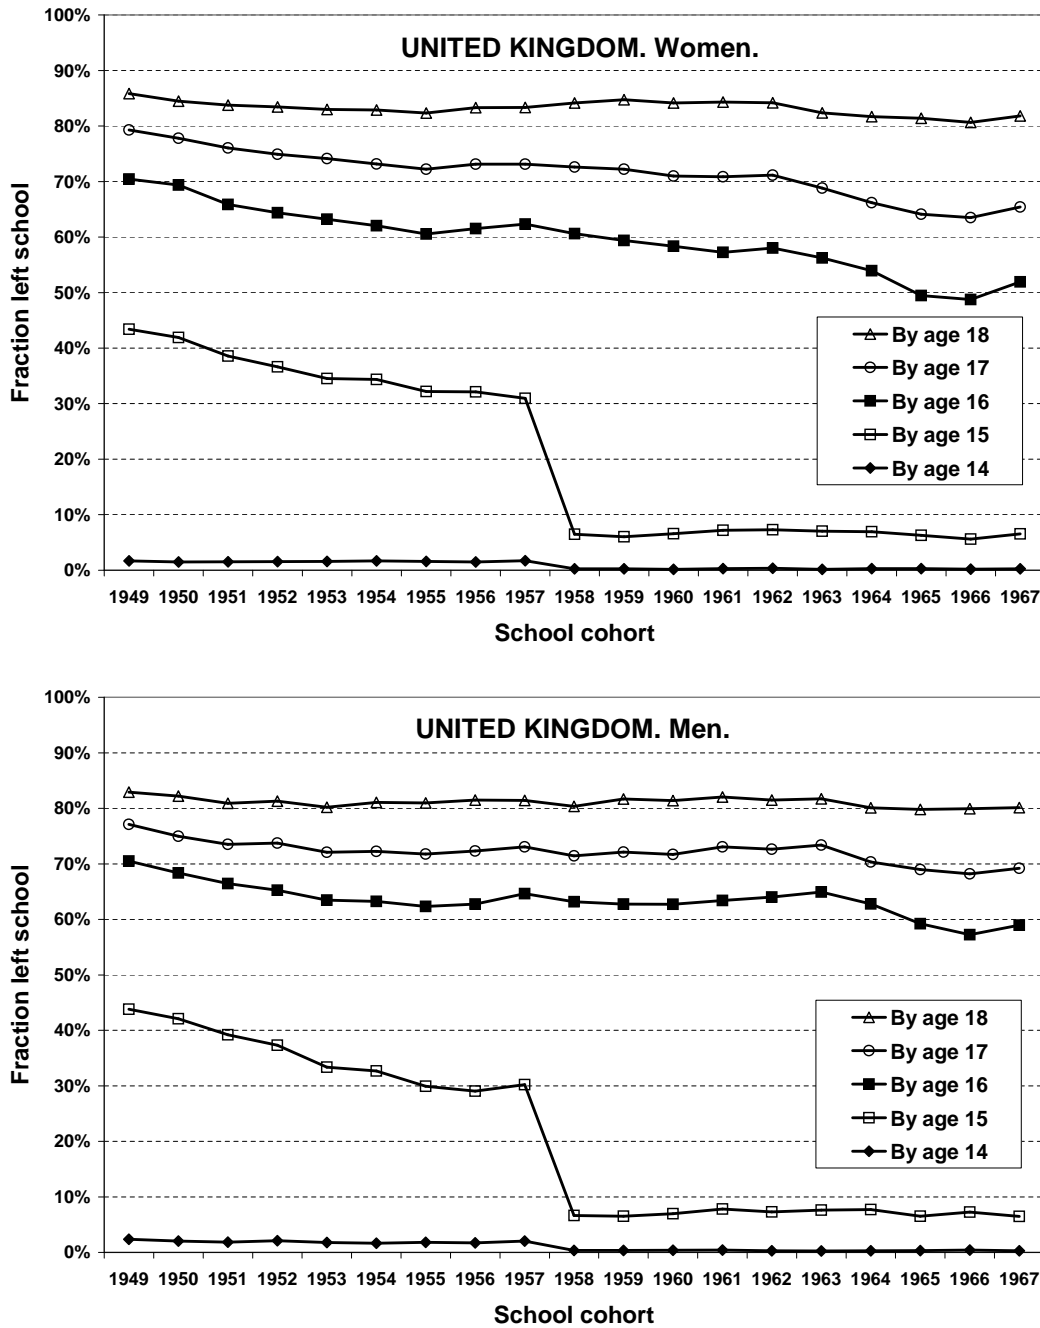 UNITED KINGDOM. Women.
Fraction left school
100%
90%
80%
70%
60%
50%
40%
30%
20%
10%
0%
By age 18
By age 17
By age 16
By age 15
By age 14
1949 1950 1951 1952 1953 1954 1955 1956 1957 1958 1959 1960 1961 1962 1963 1964 1965 1966 1967
School cohort
UNITED KINGDOM. Men.
Fraction left school
100%
90%
80%
70%
60%
50%
40%
30%
20%
10%
0%
By age 18
By age 17
By age 16
By age 15
By age 14
1949 1950 1951 1952 1953 1954 1955 1956 1957 1958 1959 1960 1961 1962 1963 1964 1965 1966 1967
School cohort